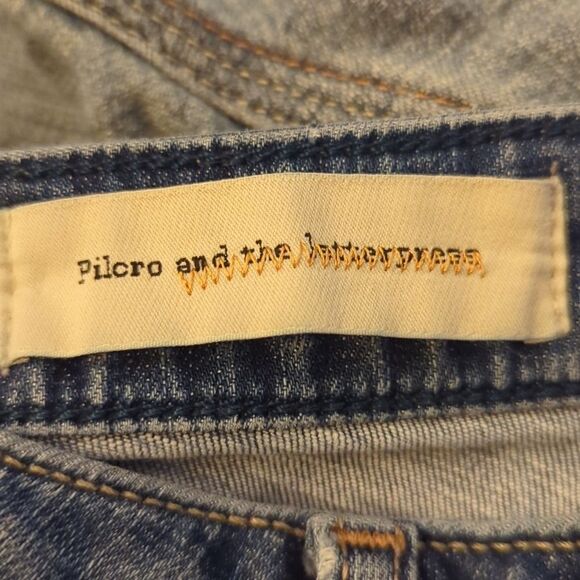 Pilcro and the letterpress